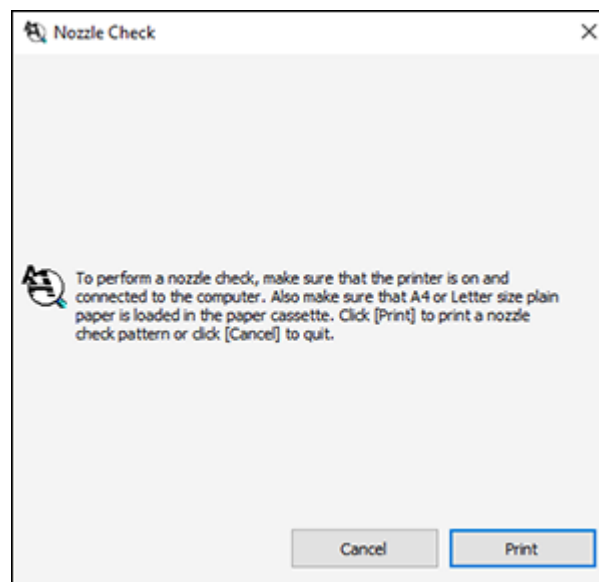 Nozzle Check
To perform a nozzle check, make sure that the printer is on and
connected to the computer. Also make sure that A4 or Letter size plain
paper is loaded in the paper cassette. Click [Print] to print a nozzle
check pattern or click [Cancel] to quit.
Cancel
Print